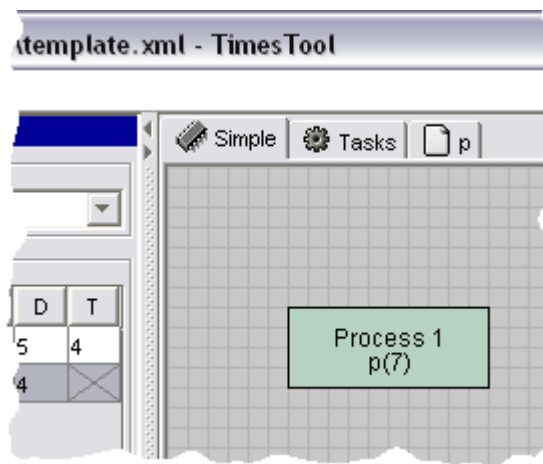 \template.xml - TimesTool
Simple Tasks p
D T
5 4
4
Process 1
p(7)